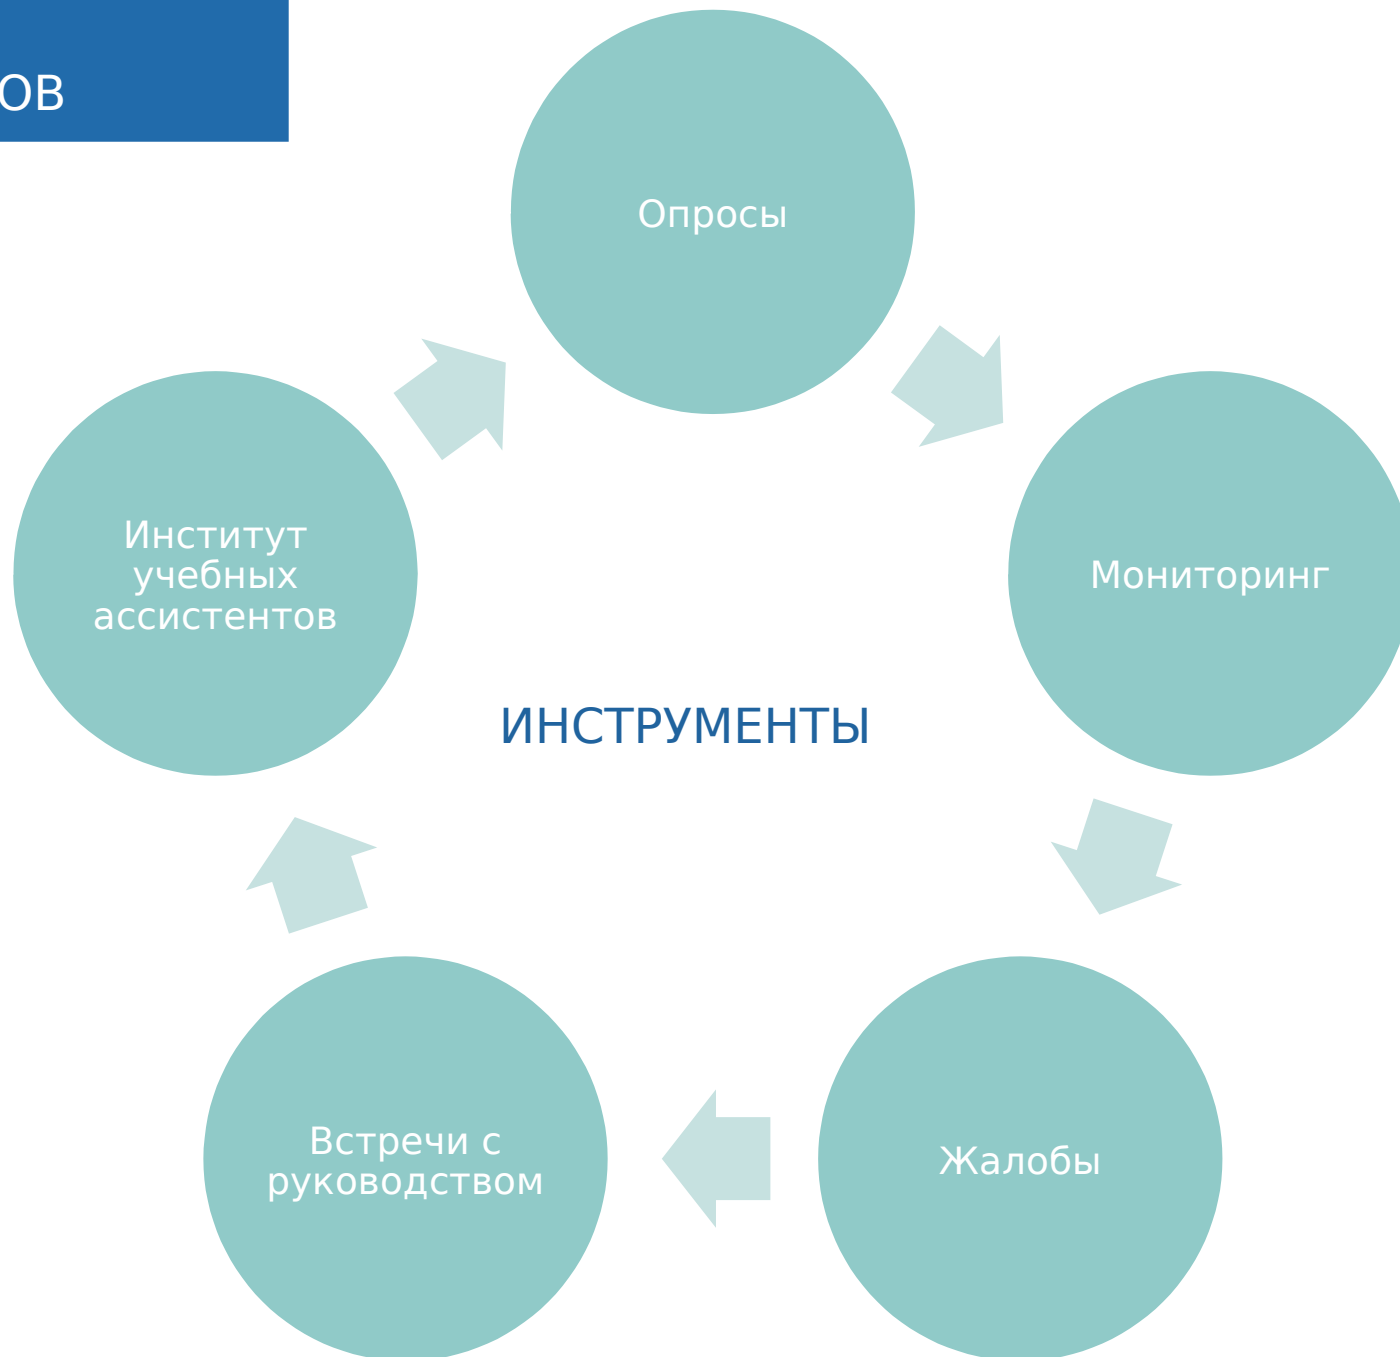 ОВ
Опросы
Институт
учебных
ассистентов
Мониторинг
ИНСТРУМЕНТЫ
Встречи с
руководством
Жалобы